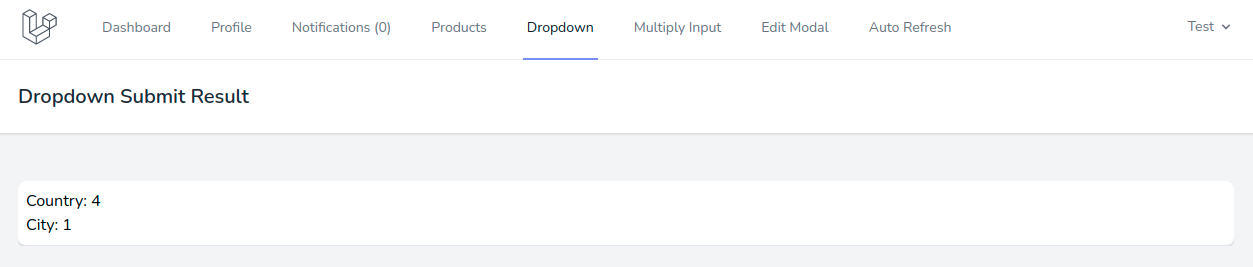 Dashboard Profile Notifications (0) Products Dropdown Multiply Input Edit Modal Auto Refresh Test
Dropdown Submit Result
Country: 4
City: 1